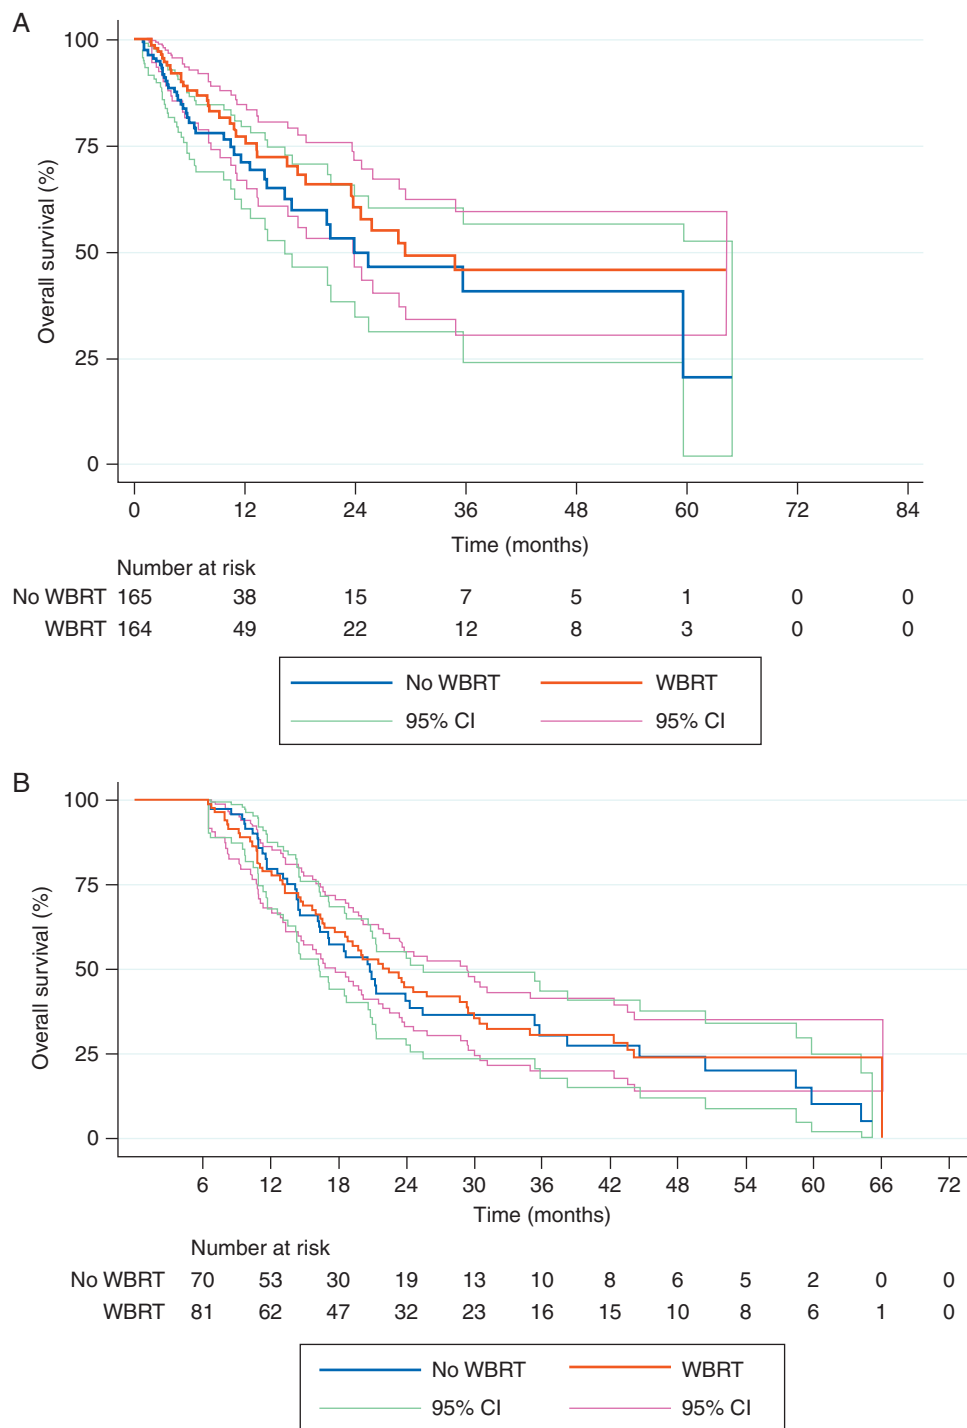 A
100
75
50
25
0
Overall survival (%)
0 12 24 36 48 60 72 84
Time (months)
Number at risk
No WBRT 165 38 15 7 5 1 0 0
WBRT 164 49 22 12 8 3 0 0
No WBRT WBRT
95% CI 95% CI
B
100
75
50
25
0
Overall survival (%)
6 12 18 24 30 36 42 48 54 60 66 72
Time (months)
Number at risk
No WBRT 70 53 30 19 13 10 8 6 5 2 0 0
WBRT 81 62 47 32 23 16 15 10 8 6 1 0
No WBRT WBRT
95% CI 95% CI